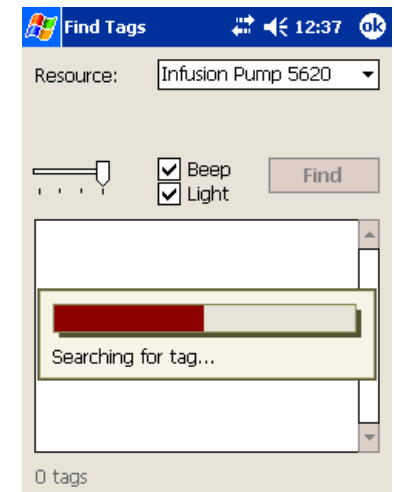 Find Tags 12:37 ok
Resource: Infusion Pump 5620
Beep
Find
Light
Searching for tag...
0 tags